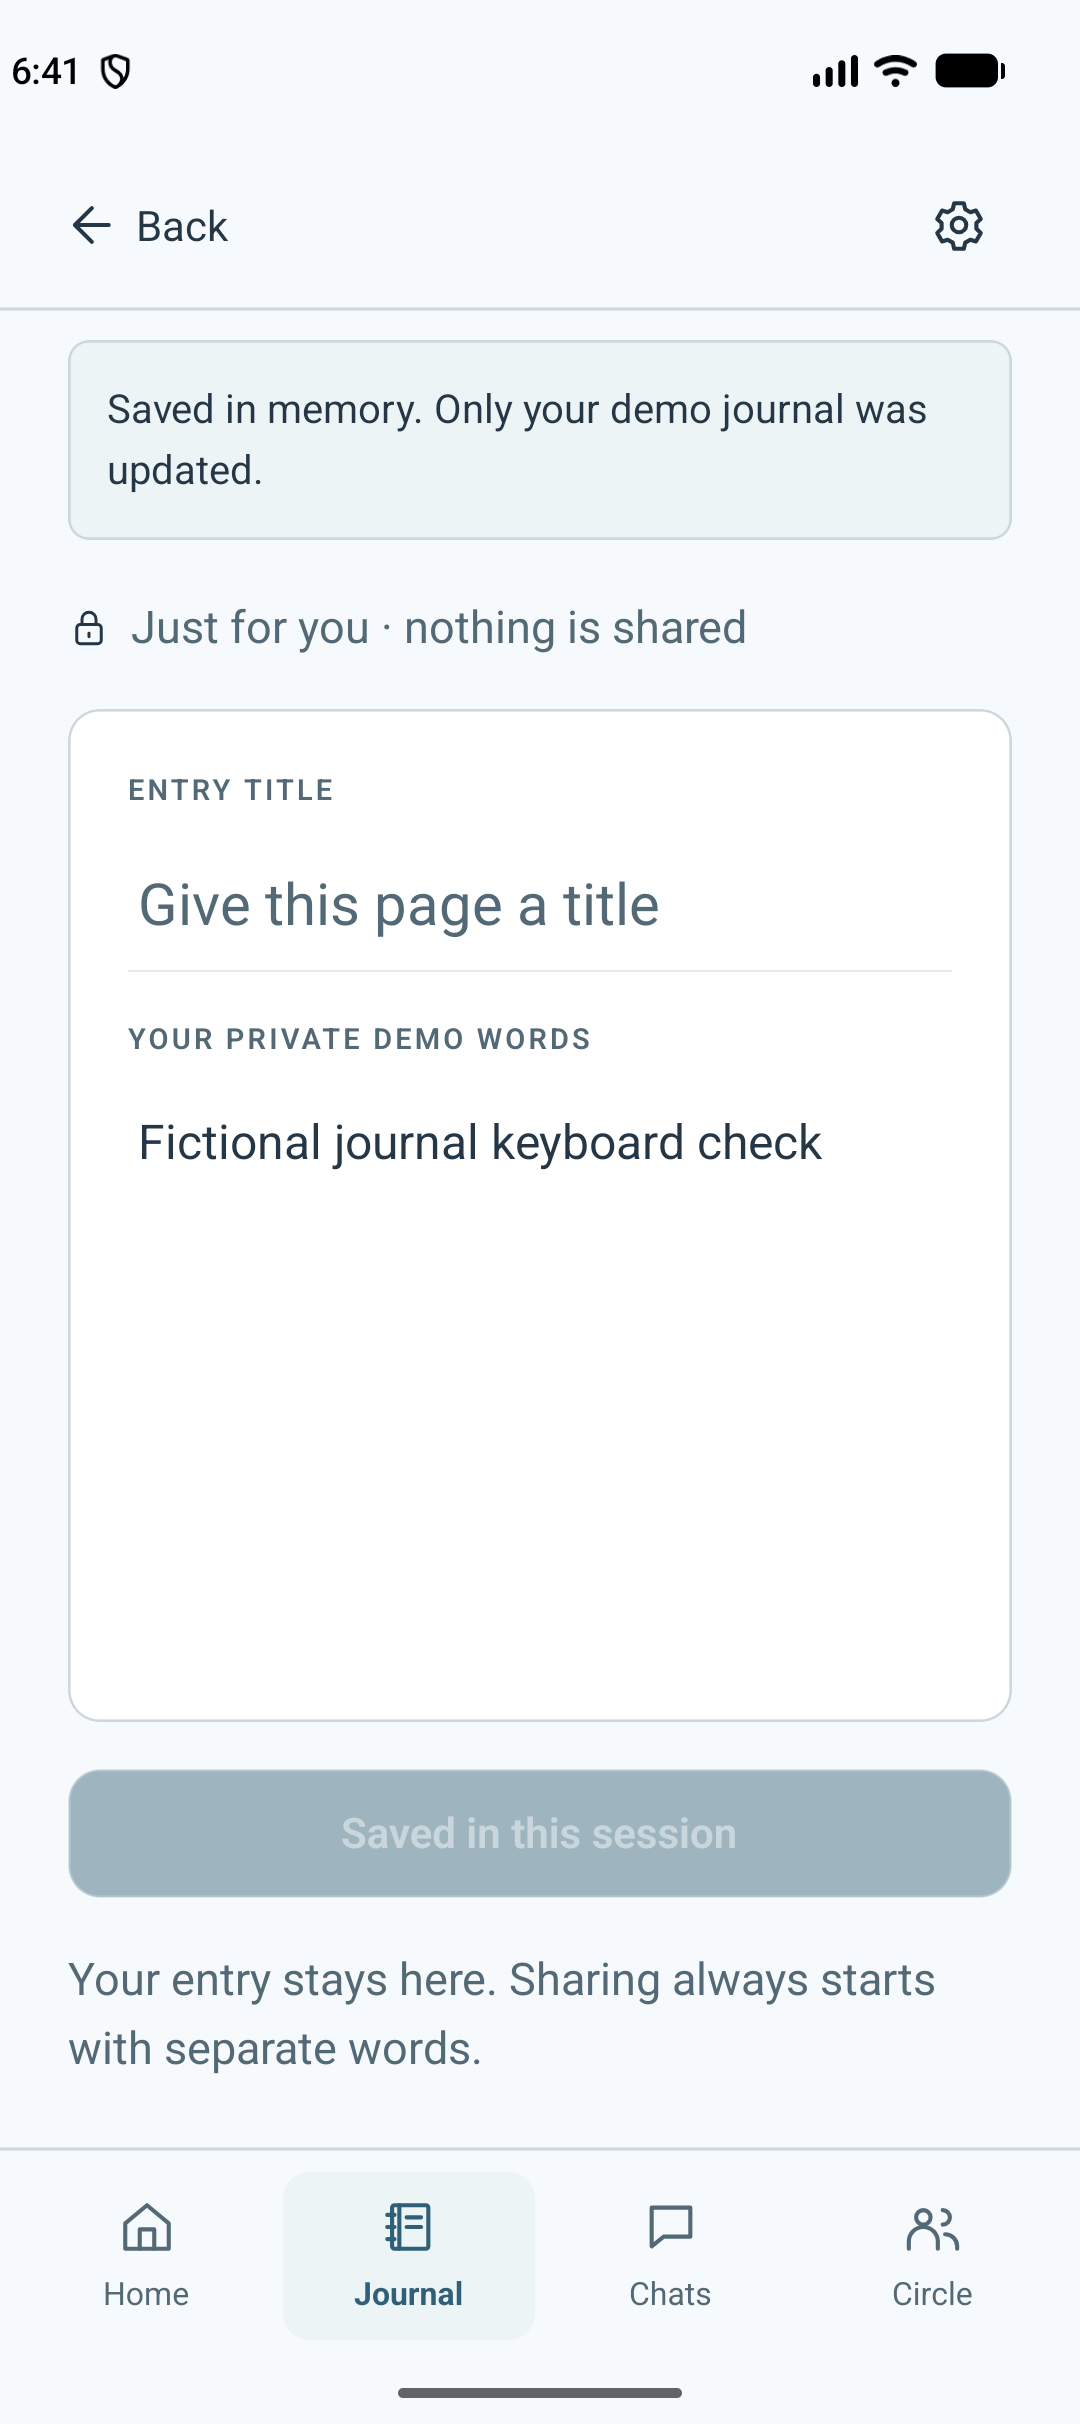 6:41
Back
Saved in memory. Only your demo journal was
updated.
Just for you · nothing is shared
ENTRY TITLE
Give this page a title
YOUR PRIVATE DEMO WORDS
Fictional journal keyboard check
Saved in this session
Your entry stays here. Sharing always starts
with separate words.
Home
Journal
Chats
Circle